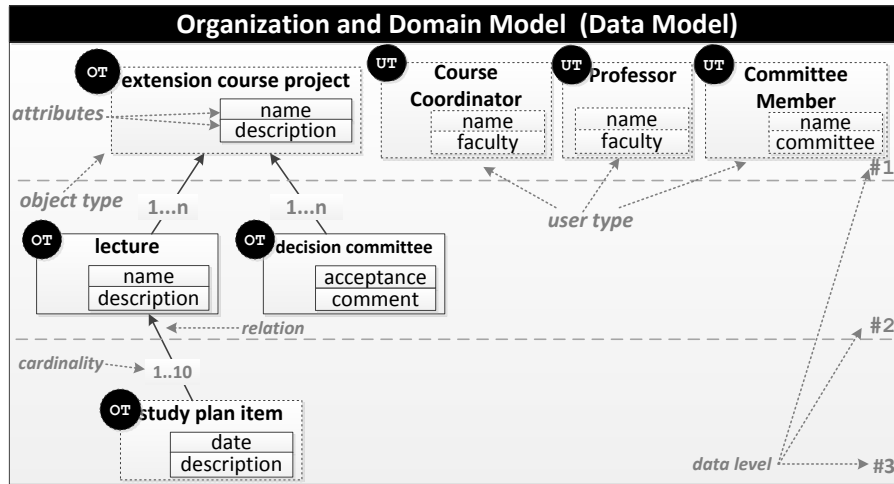 Organization and Domain Model (Data Model)
OT
extension course project
name
description
attributes
object type
UT
Course
Coordinator
name
faculty
UT
Professor
name
faculty
UT
Committee
Member
name
committee
#1
user type
1...n
1...n
OT
lecture
name
description
OT
decision committee
acceptance
comment
relation
#2
cardinality
1..10
OT
study plan item
date
description
data level
#3